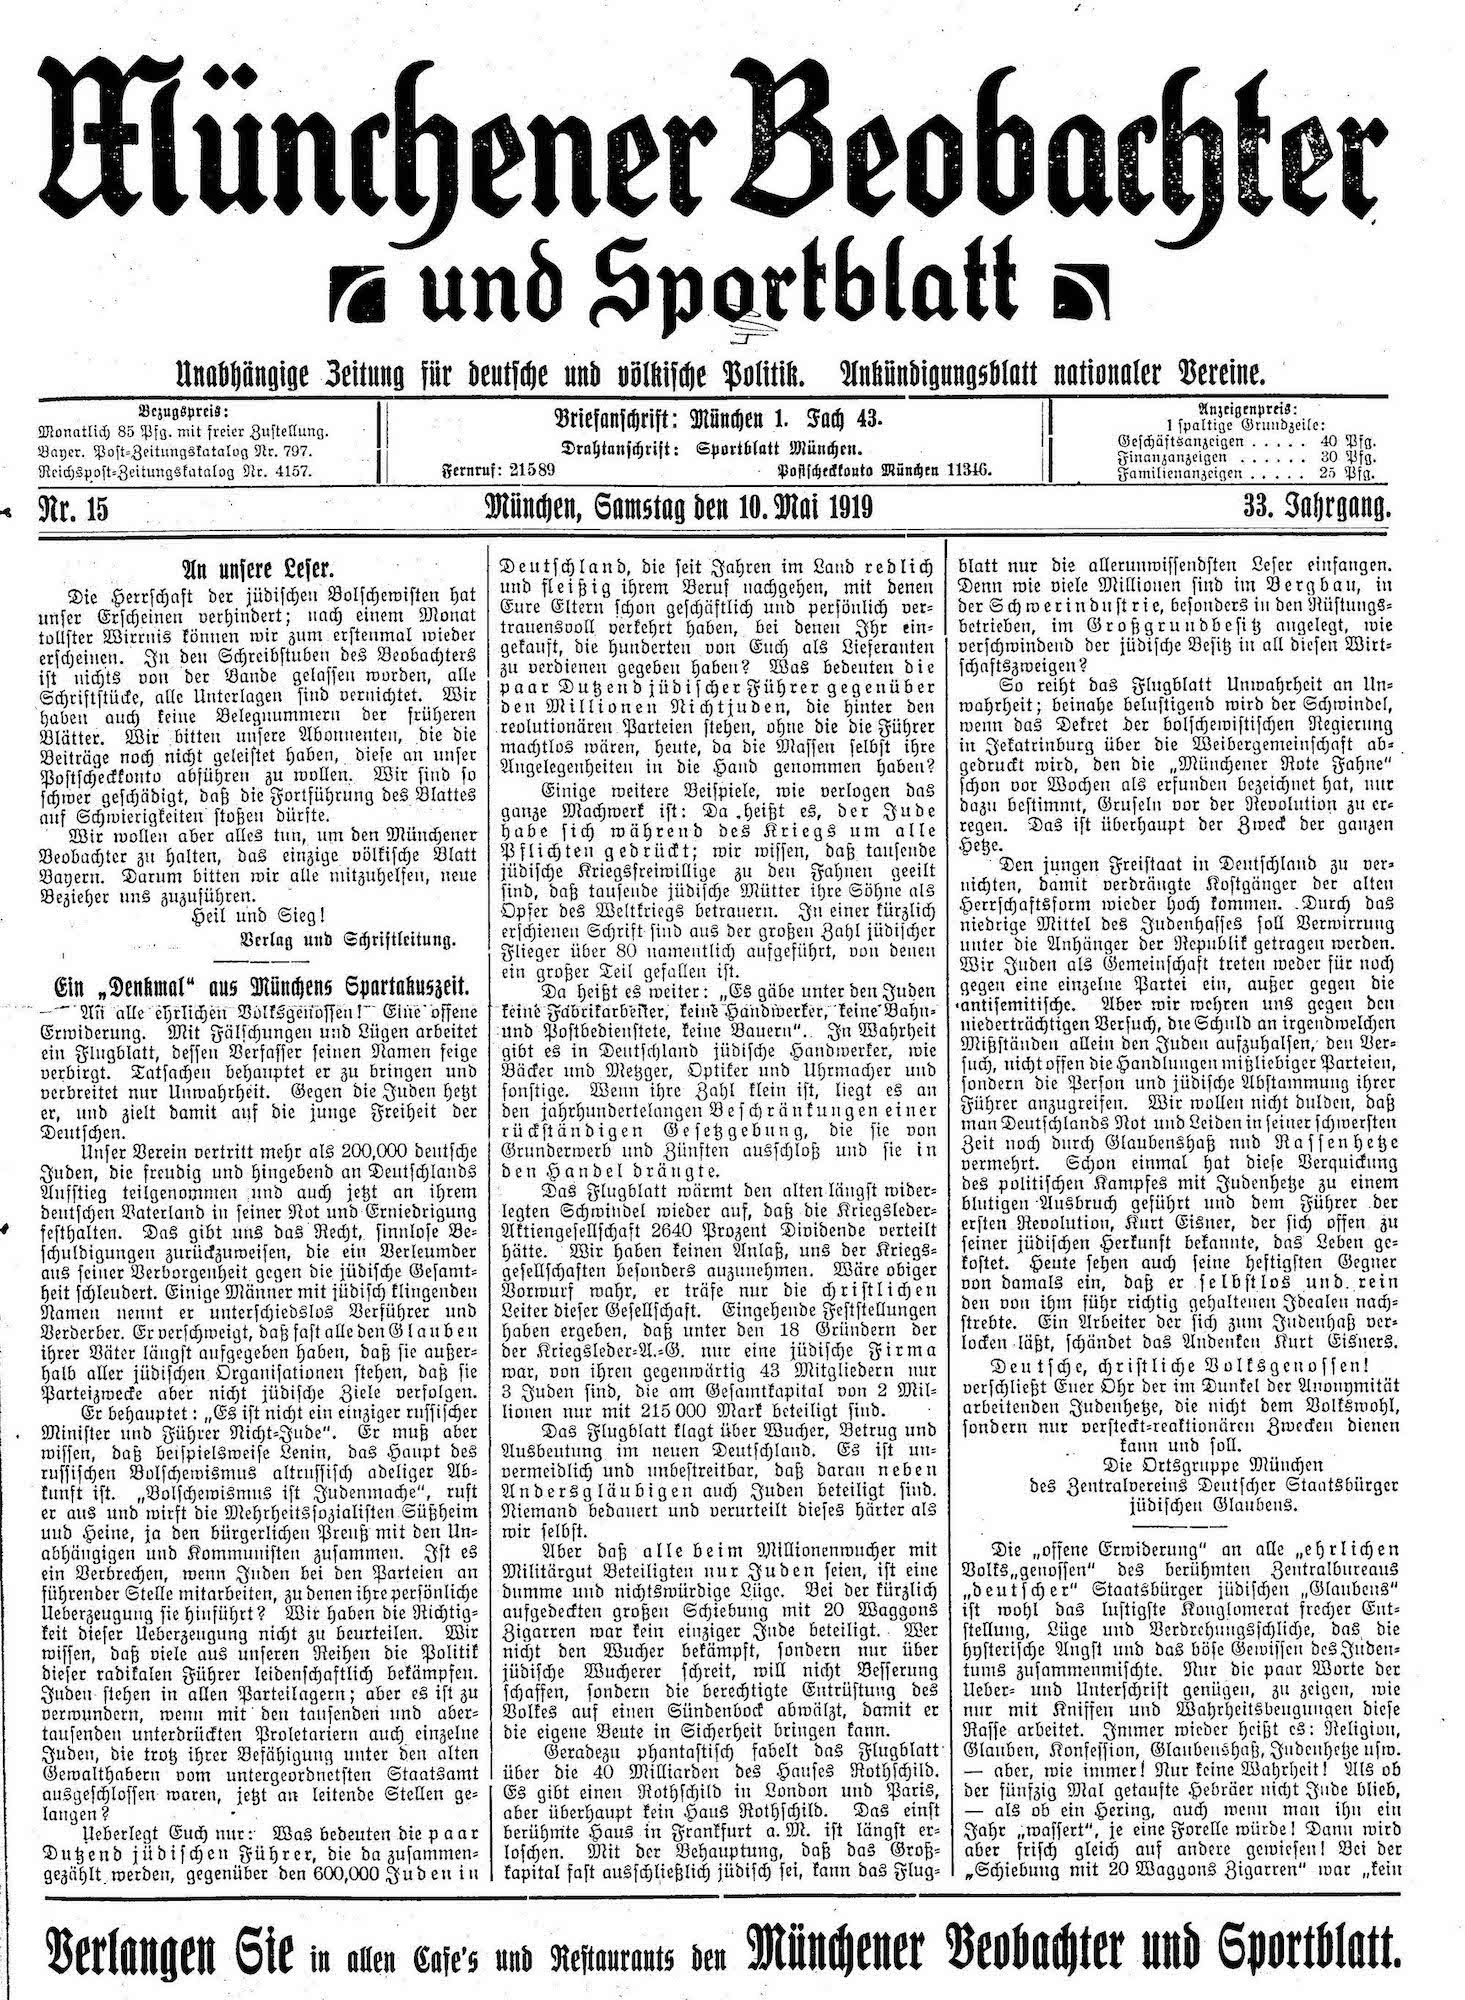 Münchener Beobachter
und Sportblatt
Unabhängige Zeitung für deutsche und völkische Politik. Ankündigungsblatt nationaler Vereine.
Bezugspreis:
Monatlich 85 Pfg. mit freier Zustellung.
Bayer. Post-Zeitungskatalog Nr. 797.
Reichspost-Zeitungskatalog Nr. 4157.
Briefanschrift: München 1. Fach 43.
Drahtanschrift: Sportblatt München.
Fernruf: 21589 Postscheckkonto München 11346.
Anzeigenpreis:
1 spaltige Grundzeile:
Geschäftsanzeigen . . . . . 40 Pfg.
Finanzanzeigen . . . . . . 30 Pfg.
Familienanzeigen . . . . . 25 Pfg.
Nr. 15 München, Samstag den 10. Mai 1919 33. Jahrgang.
An unsere Leser.
Die Herrschaft der jüdischen Bolschewisten hat
unser Erscheinen verhindert; nach einem Monat
tollster Wirrnis können wir zum erstenmal wieder
erscheinen. In den Schreibstuben des Beobachters
ist nichts von der Bande gelassen worden, alle
Schriftstücke, alle Unterlagen sind vernichtet. Wir
haben auch keine Belegnummern der früheren
Blätter. Wir bitten unsere Abonnenten, die die
Beiträge noch nicht geleistet haben, diese an unser
Postscheckkonto abführen zu wollen. Wir sind so
schwer geschädigt, daß die Fortführung des Blattes
auf Schwierigkeiten stoßen dürfte.
Wir wollen aber alles tun, um den Münchener
Beobachter zu halten, das einzige völkische Blatt
Bayern. Darum bitten wir alle mitzuhelfen, neue
Bezieher uns zuzuführen.
Heil und Sieg!
Verlag und Schriftleitung.
Ein „Denkmal“ aus Münchens Spartakuszeit.
An alle ehrlichen Volksgenossen! Eine offene
Erwiderung. Mit Fälschungen und Lügen arbeitet
ein Flugblatt, dessen Verfasser seinen Namen feige
verbirgt. Tatsachen behauptet er zu bringen und
verbreitet nur Unwahrheit. Gegen die Juden hetzt
er, und zielt damit auf die junge Freiheit der
Deutschen.
Unser Verein vertritt mehr als 200,000 deutsche
Juden, die freudig und hingebend an Deutschlands
Aufstieg teilgenommen und auch jetzt an ihrem
deutschen Vaterland in seiner Not und Erniedrigung
festhalten. Das gibt uns das Recht, sinnlose Be-
schuldigungen zurückzuweisen, die ein Verleumder
aus seiner Verborgenheit gegen die jüdische Gesamt-
heit schleudert. Einige Männer mit jüdisch klingenden
Namen nennt er unterschiedslos Verführer und
Verderber. Er verschweigt, daß fast alle den Glauben
ihrer Väter längst aufgegeben haben, daß sie außer-
halb aller jüdischen Organisationen stehen, daß sie
Parteizwecke aber nicht jüdische Ziele verfolgen.
Er behauptet: „Es ist nicht ein einziger russischer
Minister und Führer Nicht-Jude“. Er muß aber
wissen, daß beispielsweise Lenin, das Haupt des
russischen Bolschewismus altrussisch adeliger Ab-
kunft ist. „Bolschewismus ist Judenmache“, ruft
er aus und wirft die Mehrheitssozialisten Süßheim
und Heine, ja den bürgerlichen Preuß mit den Un-
abhängigen und Kommunisten zusammen. Ist es
ein Verbrechen, wenn Juden bei den Parteien an
führender Stelle mitarbeiten, zu denen ihre persönliche
Ueberzeugung sie hinführt? Wir haben die Richtig-
keit dieser Ueberzeugung nicht zu beurteilen. Wir
wissen, daß viele aus unseren Reihen die Politik
dieser radikalen Führer leidenschaftlich bekämpfen.
Juden stehen in allen Parteilagern; aber es ist zu
verwundern, wenn mit den tausenden und aber-
tausenden unterdrückten Proletariern auch einzelne
Juden, die trotz ihrer Befähigung unter den alten
Gewalthabern vom untergeordnetsten Staatsamt
ausgeschlossen waren, jetzt an leitende Stellen ge-
langen?
Ueberlegt Euch nur: Was bedeuten die paar
Dutzend jüdischen Führer, die da zusammen-
gezählt werden, gegenüber den 600,000 Juden in
Deutschland, die seit Jahren im Land redlich
und fleißig ihrem Beruf nachgehen, mit denen
Eure Eltern schon geschäftlich und persönlich ver-
trauensvoll verkehrt haben, bei denen Ihr ein-
gekauft, die hunderten von Euch als Lieferanten
zu verdienen gegeben haben? Was bedeuten die
paar Dutzend jüdischer Führer gegenüber
den Millionen Nichtjuden, die hinter den
revolutionären Parteien stehen, ohne die die Führer
machtlos wären, heute, da die Massen selbst ihre
Angelegenheiten in die Hand genommen haben?
Einige weitere Beispiele, wie verlogen das
ganze Machwerk ist: Da heißt es, der Jude
habe sich während des Kriegs um alle
Pflichten gedrückt; wir wissen, daß tausende
jüdische Kriegsfreiwillige zu den Fahnen geeilt
sind, daß tausende jüdische Mütter ihre Söhne als
Opfer des Weltkriegs betrauern. In einer kürzlich
erschienen Schrift sind aus der großen Zahl jüdischer
Flieger über 80 namentlich aufgeführt, von denen
ein großer Teil gefallen ist.
Da heißt es weiter: „Es gäbe unter den Juden
keine Fabrikarbeiter, keine Handwerker, keine Bahn-
und Postbedienstete, keine Bauern“. In Wahrheit
gibt es in Deutschland jüdische Handwerker, wie
Bäcker und Metzger, Optiker und Uhrmacher und
sonstige. Wenn ihre Zahl klein ist, liegt es an
den jahrhundertelangen Beschränkungen einer
rückständigen Gesetzgebung, die sie von
Grunderwerb und Zünften ausschloß und sie in
den Handel drängte.
Das Flugblatt wärmt den alten längst wider-
legten Schwindel wieder auf, daß die Kriegsleder-
Aktiengesellschaft 2640 Prozent Dividende verteilt
hätte. Wir haben keinen Anlaß, uns der Kriegs-
gesellschaften besonders anzunehmen. Wäre obiger
Vorwurf wahr, er träfe nur die christlichen
Leiter dieser Gesellschaft. Eingehende Feststellungen
haben ergeben, daß unter den 18 Gründern der
der Kriegsleder-A.-G. nur eine jüdische Firma
war, von ihren gegenwärtig 43 Mitgliedern nur
3 Juden sind, die am Gesamtkapital von 2 Mil-
lionen nur mit 215 000 Mark beteiligt sind.
Das Flugblatt klagt über Wucher, Betrug und
Ausbeutung im neuen Deutschland. Es ist un-
vermeidlich und unbestreitbar, daß daran neben
Andersgläubigen auch Juden beteiligt sind.
Niemand bedauert und verurteilt dieses härter als
wir selbst.
Aber daß alle beim Millionenwucher mit
Militärgut Beteiligten nur Juden seien, ist eine
dumme und nichtswürdige Lüge. Bei der kürzlich
aufgedeckten großen Schiebung mit 20 Waggons
Zigarren war kein einziger Jude beteiligt. Wer
nicht den Wucher bekämpft, sondern nur über
jüdische Wucherer schreit, will nicht Besserung
schaffen, sondern die berechtigte Entrüstung des
Volkes auf einen Sündenbock abwälzt, damit er
die eigene Beute in Sicherheit bringen kann.
Geradezu phantastisch fabelt das Flugblatt
über die 40 Milliarden des Hauses Rothschild.
Es gibt einen Rothschild in London und Paris,
aber überhaupt kein Haus Rothschild. Das einst
berühmte Haus in Frankfurt a. M. ist längst er-
loschen. Mit der Behauptung, daß das Groß-
kapital fast ausschließlich jüdisch sei, kann das Flug-
blatt nur die allerunwissendsten Leser einfangen.
Denn wie viele Millionen sind im Bergbau, in
der Schwerindustrie, besonders in den Rüstungs-
betrieben, im Großgrundbesitz angelegt, wie
verschwindend der jüdische Besitz in all diesen Wirt-
schaftszweigen?
So reiht das Flugblatt Unwahrheit an Un-
wahrheit; beinahe belustigend wird der Schwindel,
wenn das Dekret der bolschewistischen Regierung
in Jekatrinburg über die Weibergemeinschaft ab-
gedruckt wird, den die „Münchener Rote Fahne“
schon vor Wochen als erfunden bezeichnet hat, nur
dazu bestimmt, Gruseln vor der Revolution zu er-
regen. Das ist überhaupt der Zweck der ganzen
Hetze.
Den jungen Freistaat in Deutschland zu ver-
nichten, damit verdrängte Kostgänger der alten
Herrschaftsform wieder hoch kommen. Durch das
niedrige Mittel des Judenhasses soll Verwirrung
unter die Anhänger der Republik getragen werden.
Wir Juden als Gemeinschaft treten weder für noch
gegen eine einzelne Partei ein, außer gegen die
antisemitische. Aber wir wehren uns gegen den
niederträchtigen Versuch, die Schuld an irgendwelchen
Mißständen allein den Juden aufzuhalsen, den Ver-
such, nicht offen die Handlungen mißliebiger Parteien,
sondern die Person und jüdische Abstammung ihrer
Führer anzugreifen. Wir wollen nicht dulden, daß
man Deutschlands Not und Leiden in seiner schwersten
Zeit noch durch Glaubenshaß nnd Rassenhetze
vermehrt. Schon einmal hat diese Verquickung
des politischen Kampfes mit Judenhetze zu einem
blutigen Ausbruch geführt und dem Führer der
ersten Revolution, Kurt Eisner, der sich offen zu
seiner jüdischen Herkunft bekannte, das Leben ge-
kostet. Heute sehen auch seine heftigsten Gegner
von damals ein, daß er selbstlos und rein
den von ihm führ richtig gehaltenen Idealen nach-
strebte. Ein Arbeiter der sich zum Judenhaß ver-
locken läßt, schändet das Andenken Kurt Eisners.
Deutsche, christliche Volksgenossen!
verschließt Euer Ohr der im Dunkel der Anonymität
arbeitenden Judenhetze, die nicht dem Volkswohl,
sondern nur versteckt-reaktionären Zwecken dienen
kann und soll.
Die Ortsgruppe München
des Zentralvereins Deutscher Staatsbürger
jüdischen Glaubens.
Die „offene Erwiderung“ an alle „ehrlichen
Volks„genossen“ des berühmten Zentralbureaus
„deutscher“ Staatsbürger jüdischen „Glaubens“
ist wohl das lustigste Konglomerat frecher Ent-
stellung, Lüge und Verdrehungsschliche, das die
hysterische Angst und das böse Gewissen des Juden-
tums zusammenmischte. Nur die paar Worte der
Ueber- und Unterschrift genügen, zu zeigen, wie
nur mit Kniffen und Wahrheitsbeugungen diese
Rasse arbeitet. Immer wieder heißt es: Religion,
Glauben, Konfession, Glaubenshaß, Judenhetze usw.
— aber, wie immer! Nur keine Wahrheit! Als ob
der fünfzig Mal getaufte Hebräer nicht Jude blieb,
— als ob ein Hering, auch wenn man ihn ein
Jahr „wassert“, je eine Forelle würde! Dann wird
aber frisch gleich auf andere gewiesen! Bei der
„Schiebung mit 20 Waggons Zigarren“ war „kein
Verlangen Sie in allen Cafe's und Restaurants den Münchener Beobachter und Sportblatt.